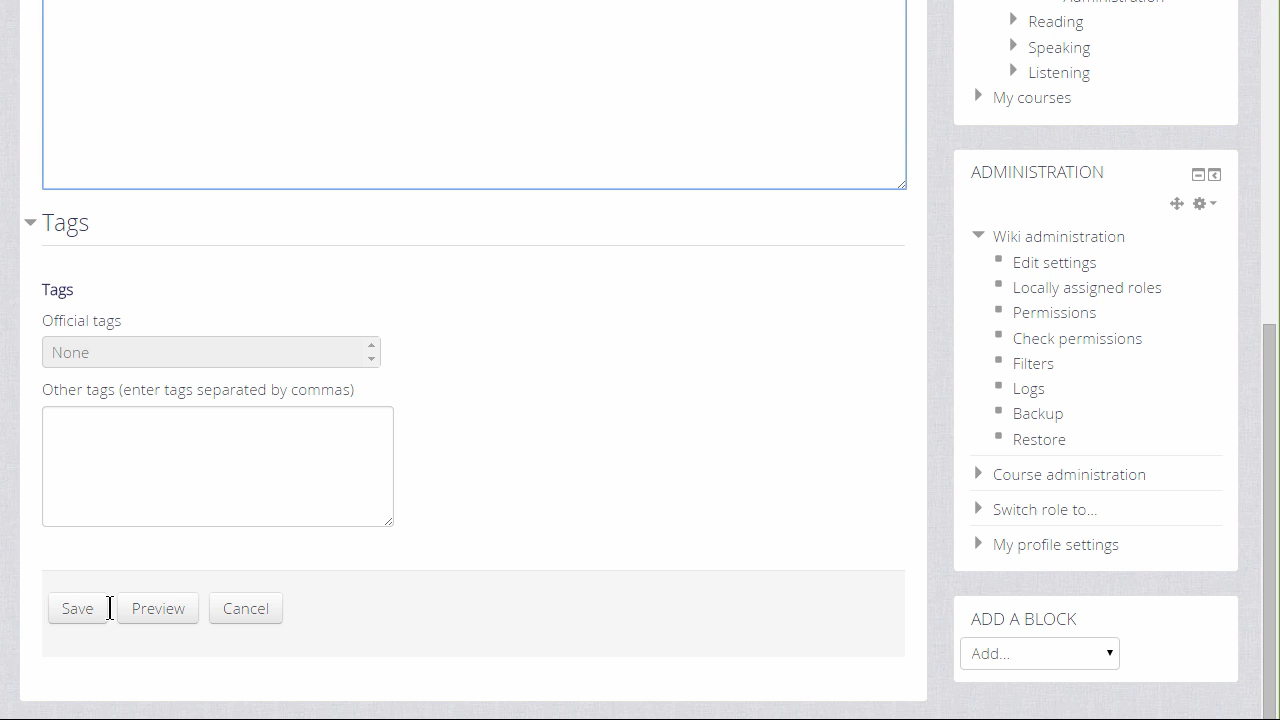 Tags
Tags
Official tags
None
Other tags (enter tags separated by commas)
Save
Preview
Cancel
Administration
Reading
Speaking
Listening
My courses
ADMINISTRATION
Wiki administration
Edit settings
Locally assigned roles
Permissions
Check permissions
Filters
Logs
Backup
Restore
Course administration
Switch role to...
My profile settings
ADD A BLOCK
Add...